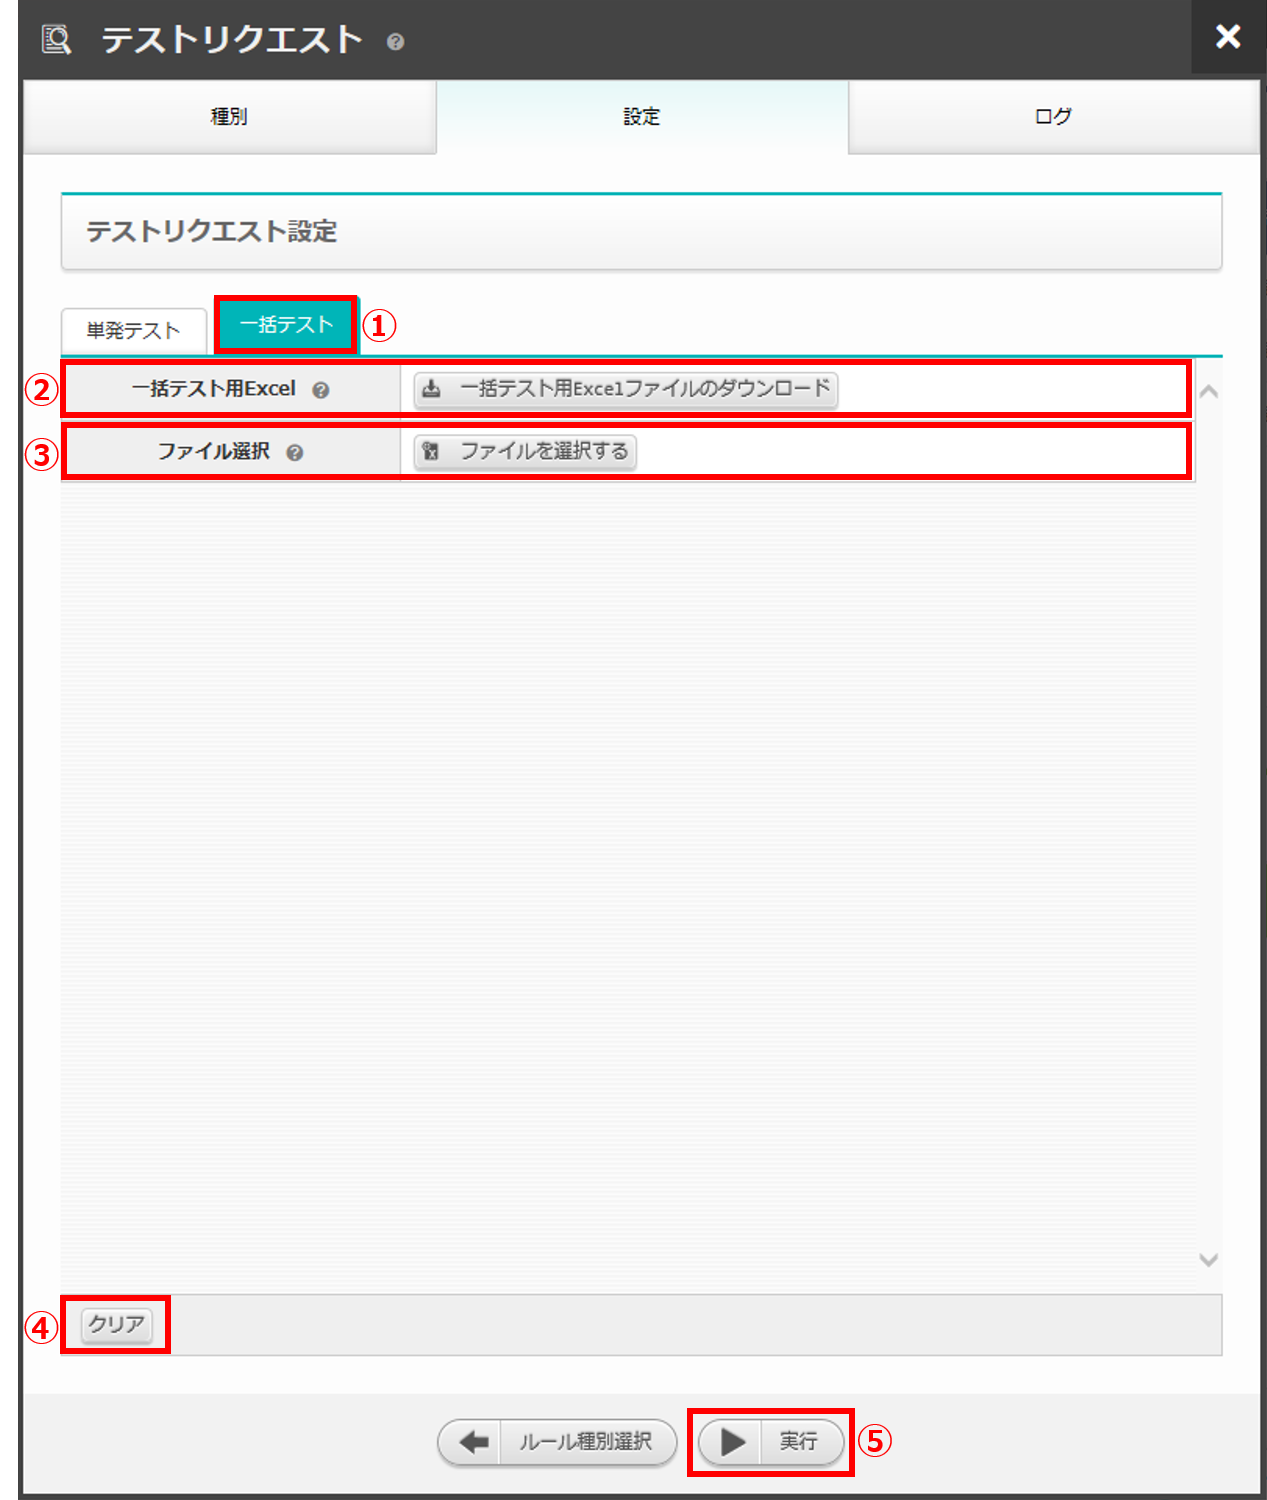 テストリクエスト ?
種別 設定 ログ
テストリクエスト設定
単発テスト 一括テスト ①
② 一括テスト用Excel ? 一括テスト用Excelファイルのダウンロード
③ ファイル選択 ? ファイルを選択する
④ クリア
ルール種別選択 実行 ⑤